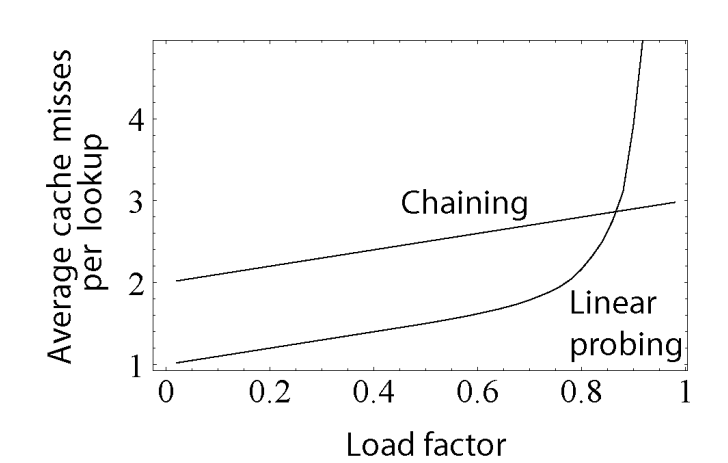 Average cache misses
per lookup
4
3
2
1
Chaining
Linear
probing
0 0.2 0.4 0.6 0.8 1
Load factor